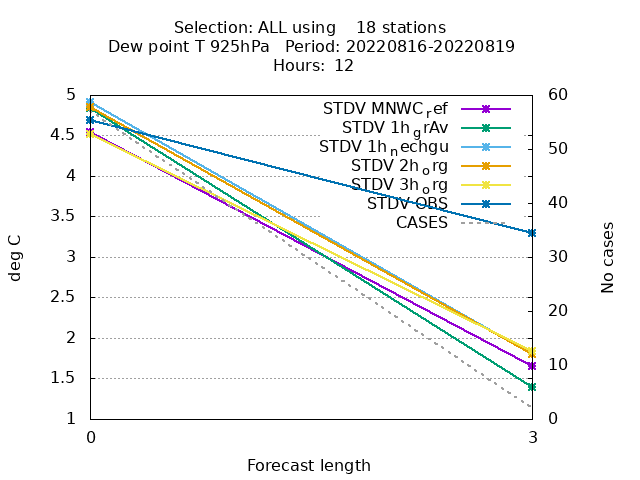 Selection: ALL using    18 stations
Dew point T 925hPa   Period: 20220816-20220819
Hours: 12
STDV MNWC_ref
STDV 1h_grAv
STDV 1h_nechgu
STDV 2h_org
STDV 3h_org
STDV OBS
CASES
5
4.5
4
3.5
3
2.5
2
1.5
1
deg C
60
50
40
30
20
10
0
No cases
0 3
Forecast length